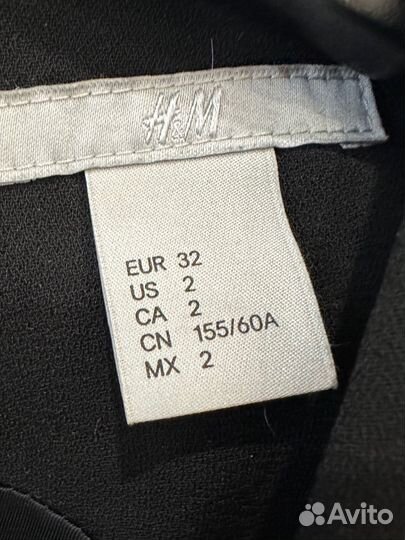 H&M
EUR 32
US 2
CA 2
CN 155/60A
MX 2
Avito